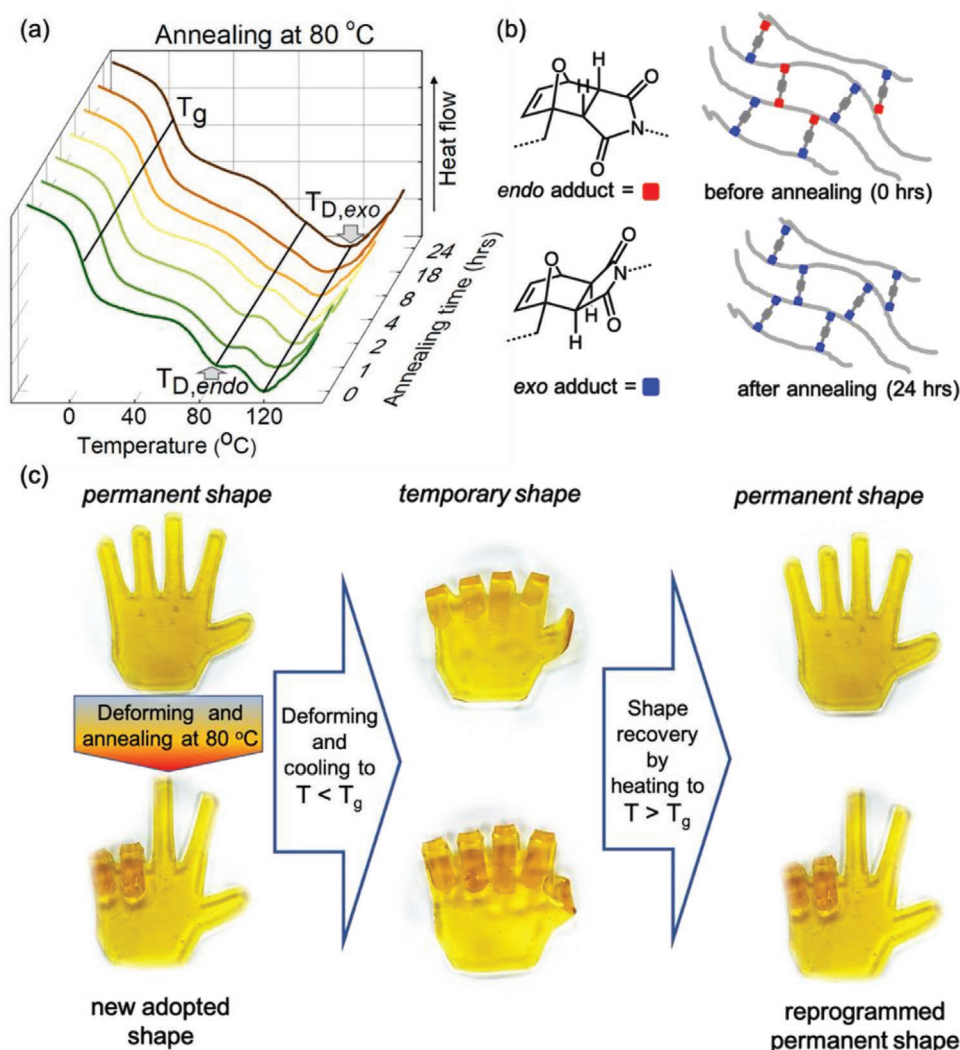 (a)
Annealing at 80 °C
Tg
TD,exo
TD,endo
Heat flow
24
18
8
4
2
1
0
Annealing time (hrs)
0 40 80 120
Temperature (°C)
(b)
O
H
H
O
N
O
endo adduct =
before annealing (0 hrs)
O
O
N
H
O
H
exo adduct =
after annealing (24 hrs)
(c)
permanent shape
temporary shape
permanent shape
Deforming and
annealing at 80 °C
Deforming
and
cooling to
T < Tg
Shape
recovery
by
heating to
T > Tg
new adopted
shape
reprogrammed
permanent shape